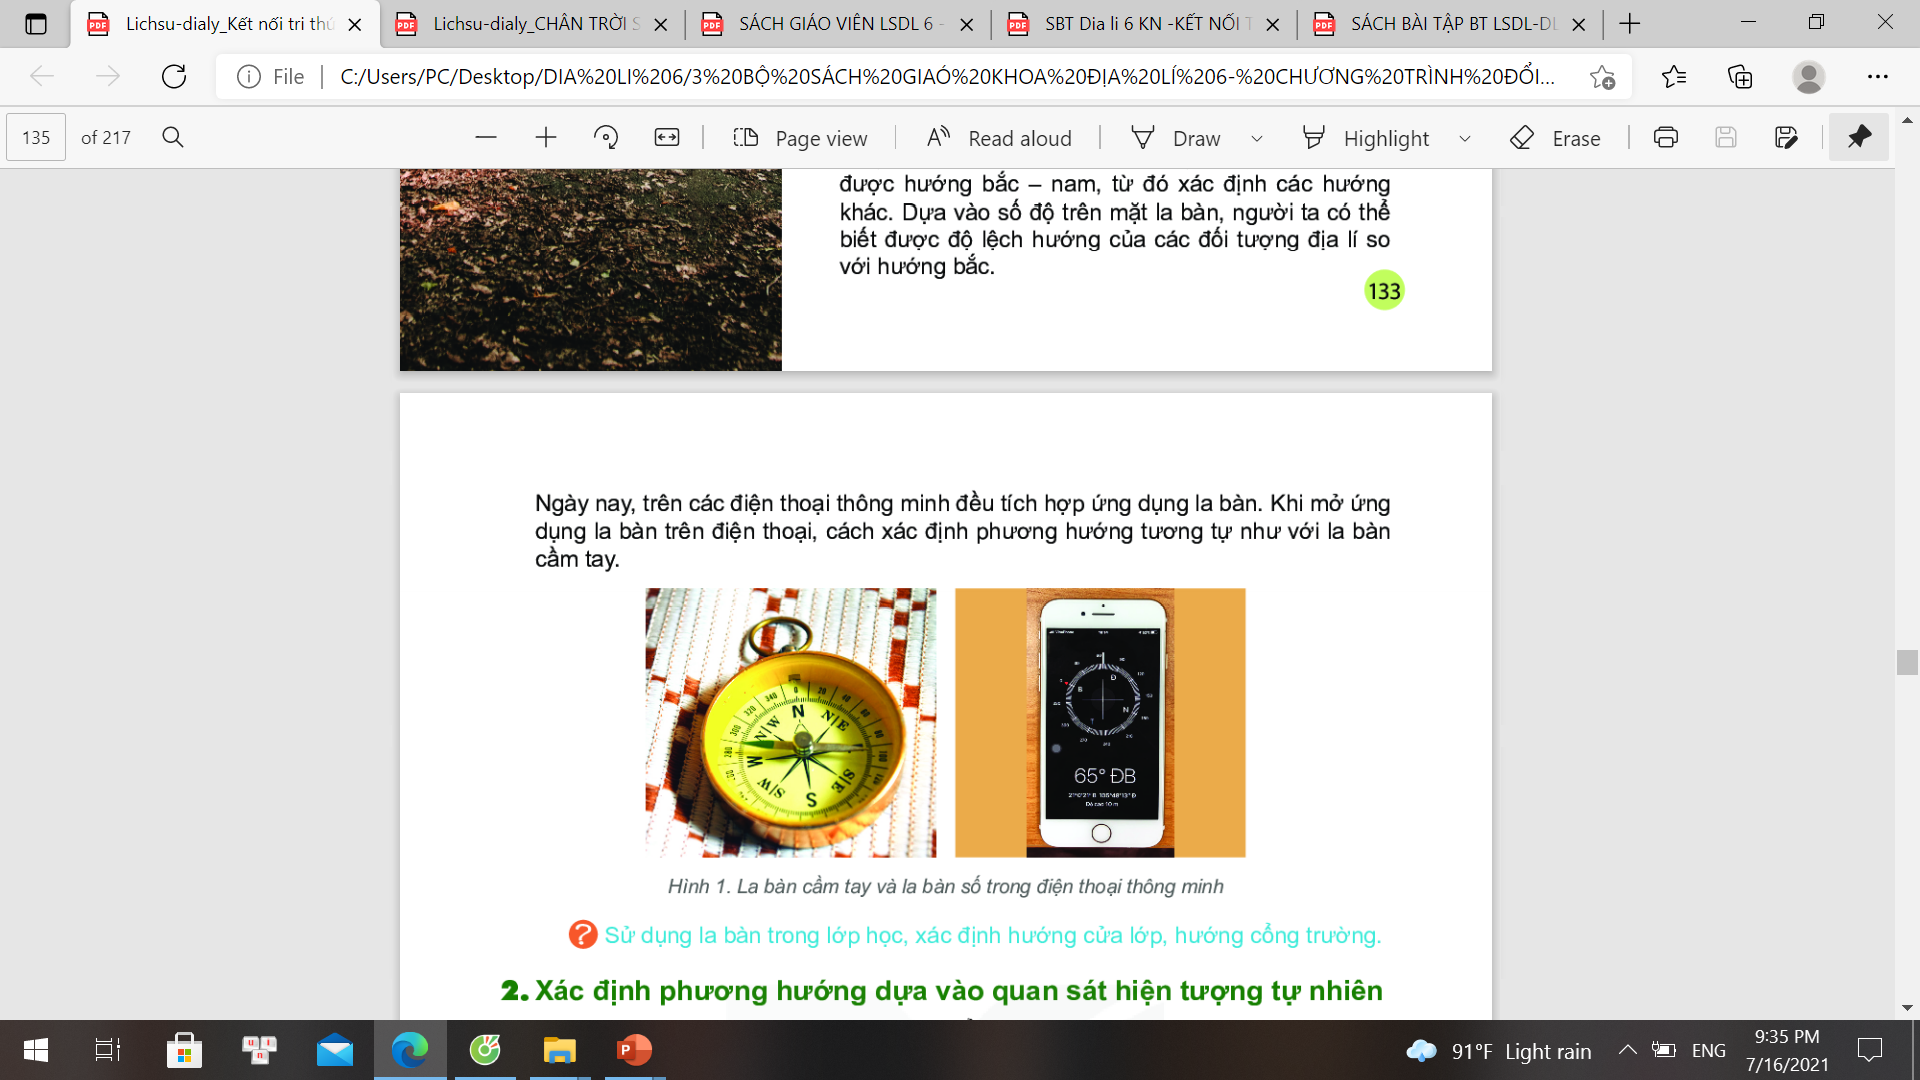 Lichsu-dialy_Kết nối tri thứ
Lichsu-dialy_CHÂN TRỜI S
SÁCH GIÁO VIÊN LSDL 6 -
SBT Dia li 6 KN -KẾT NỐI T
SÁCH BÀI TẬP BT LSDL-DL
File
C:/Users/PC/Desktop/DIA%20LI%206/3%20BỘ%20SÁCH%20GIAÓ%20KHOA%20ĐỊA%20LÍ%206-%20CHƯƠNG%20TRÌNH%20ĐỔI...
135 of 217
Page view
Read aloud
Draw
Highlight
Erase
được hướng bắc – nam, từ đó xác định các hướng
khác. Dựa vào số độ trên mặt la bàn, người ta có thể
biết được độ lệch hướng của các đối tượng địa lí so
với hướng bắc.
133
Ngày nay, trên các điện thoại thông minh đều tích hợp ứng dụng la bàn. Khi mở ứng
dụng la bàn trên điện thoại, cách xác định phương hướng tương tự như với la bàn
cầm tay.
N
N/E
S/E
S
S/W
W
N/W
B
Đ
N
T
65° ĐB
Độ cao 10 m
Hình 1. La bàn cầm tay và la bàn số trong điện thoại thông minh
? Sử dụng la bàn trong lớp học, xác định hướng cửa lớp, hướng cổng trường.
2. Xác định phương hướng dựa vào quan sát hiện tượng tự nhiên
91°F Light rain
ENG
9:35 PM
7/16/2021